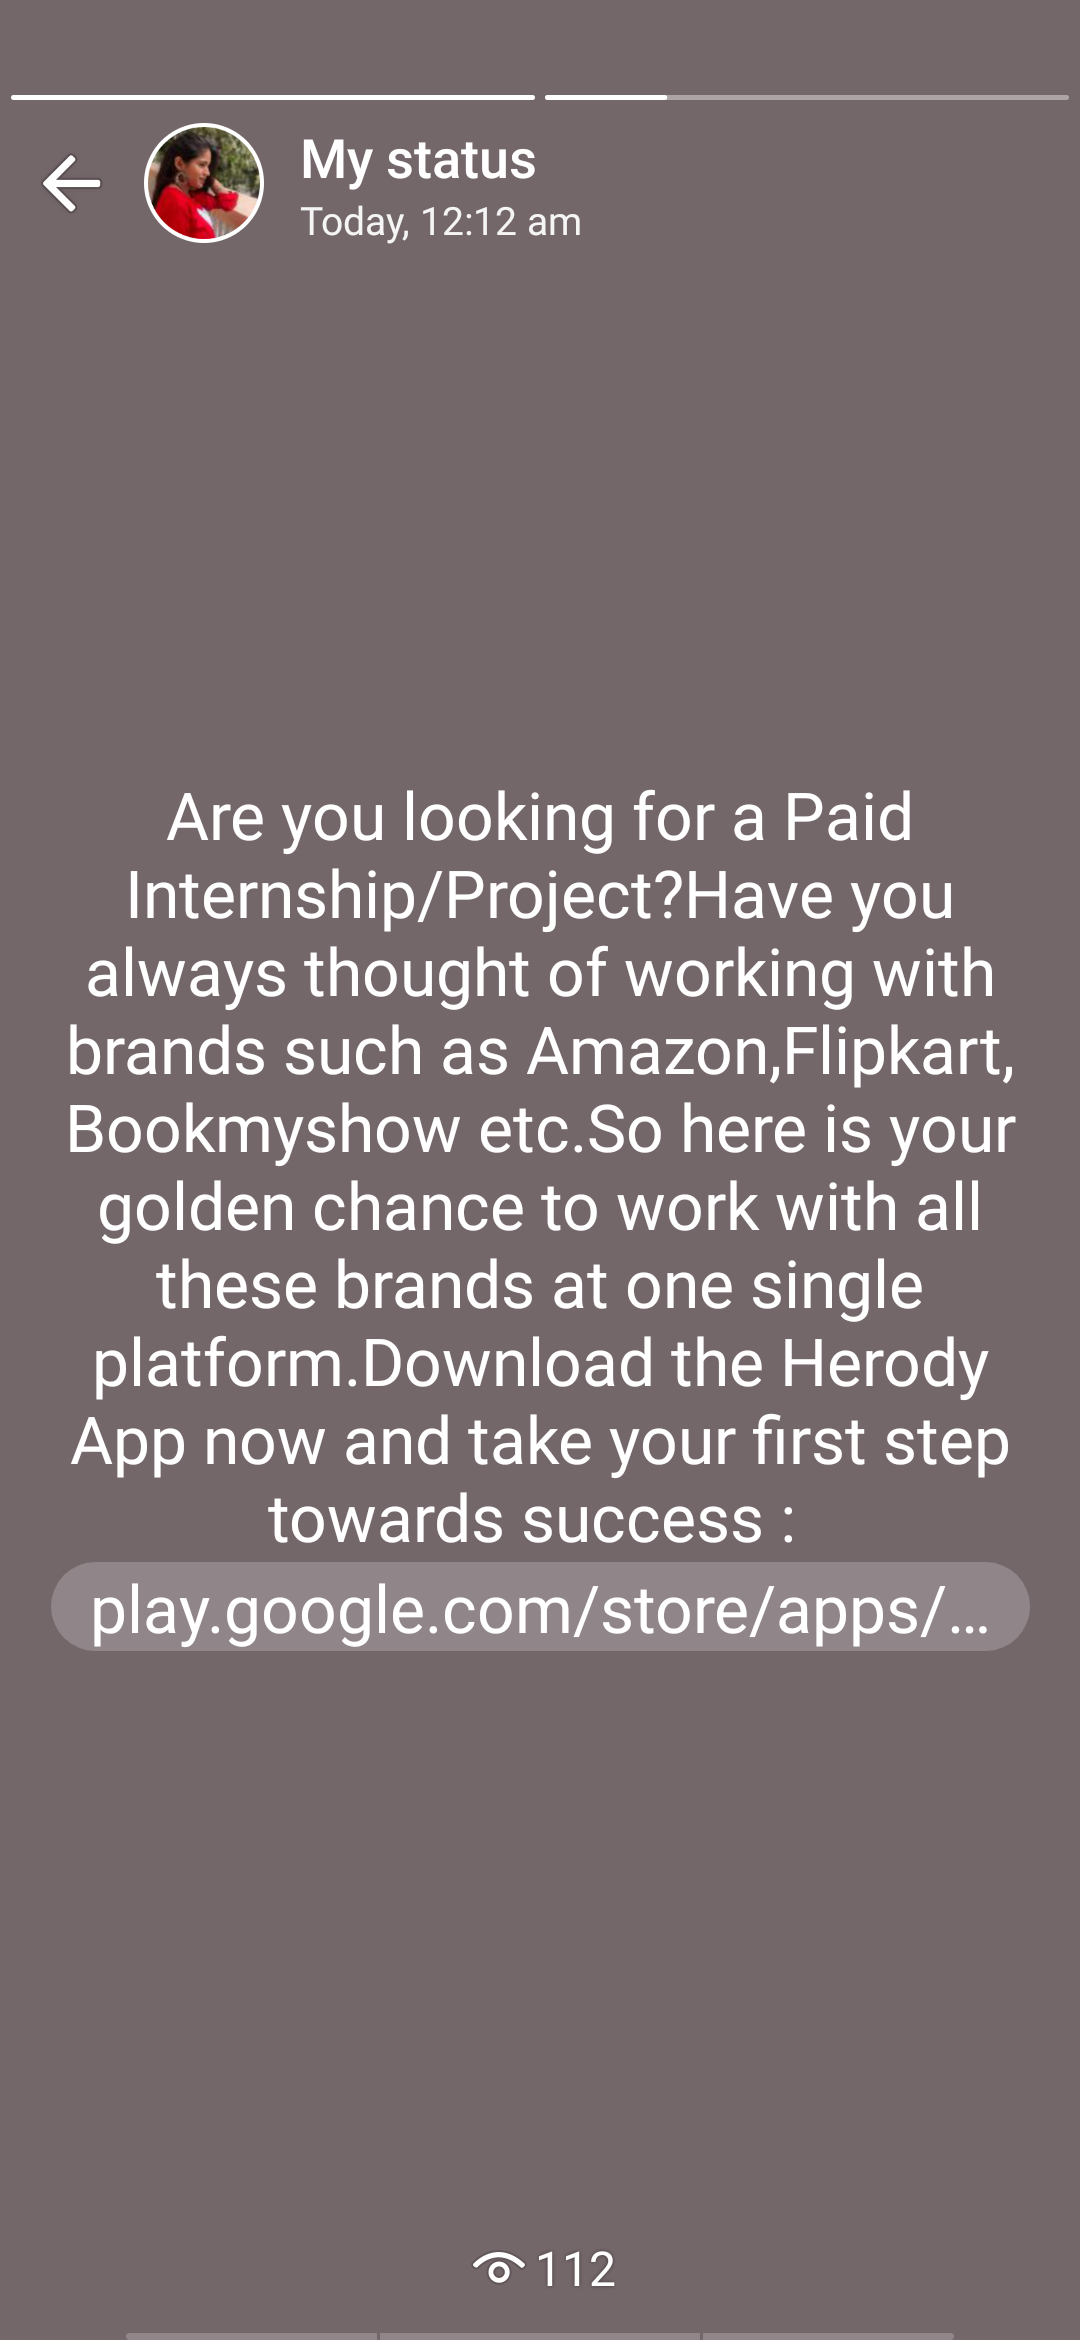 My status
Today, 12:12 am
Are you looking for a Paid
Internship/Project?Have you
always thought of working with
brands such as Amazon,Flipkart,
Bookmyshow etc.So here is your
golden chance to work with all
these brands at one single
platform.Download the Herody
App now and take your first step
towards success :
play.google.com/store/apps/...
112